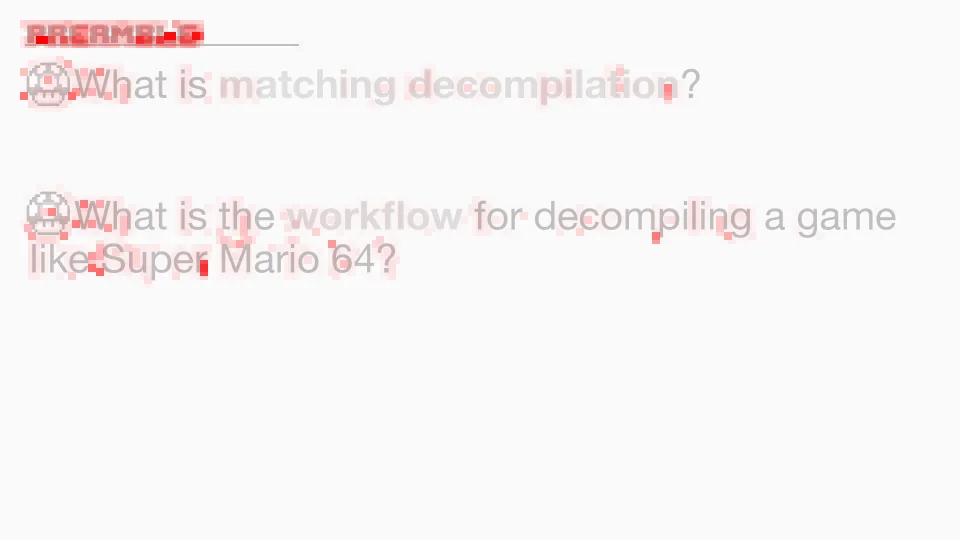 PREAMBLE
What is matching decompilation?
What is the workflow for decompiling a game
like Super Mario 64?